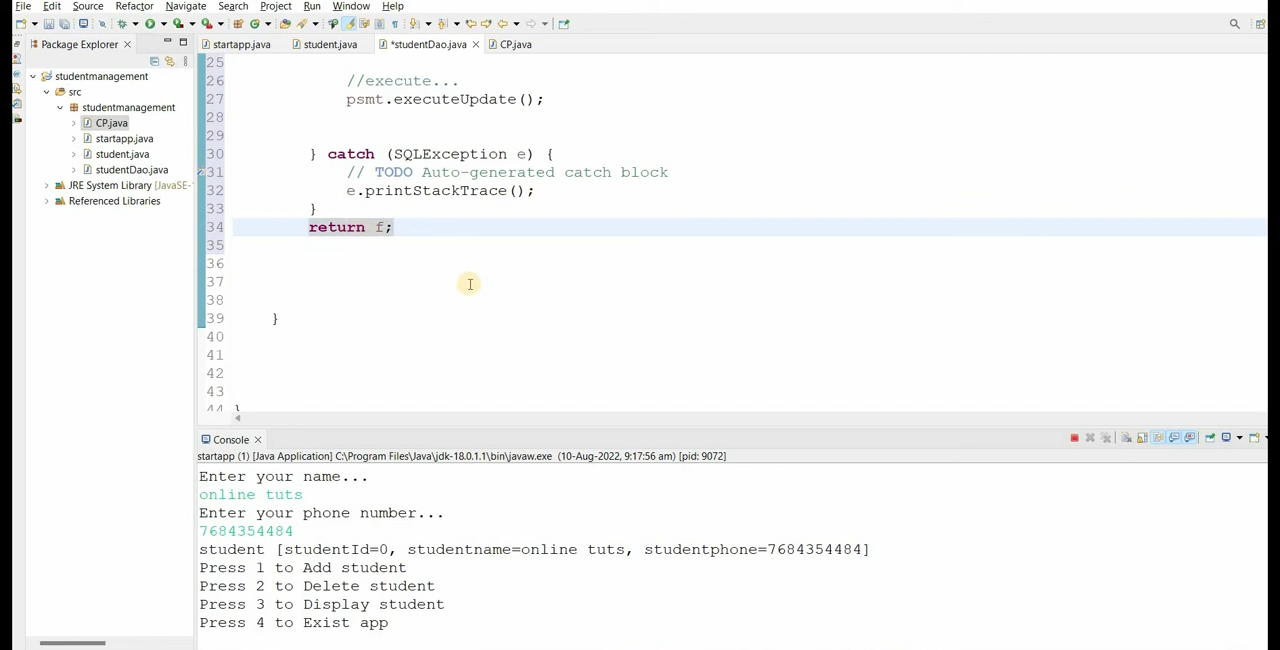 File Edit Source Refactor Navigate Search Project Run Window Help
Package Explorer
startapp.java student.java *studentDao.java CP.java
studentmanagement
src
studentmanagement
CP.java
startapp.java
student.java
studentDao.java
JRE System Library [JavaSE-
Referenced Libraries
25
26 //execute...
27 psmt.executeUpdate();
28
29
30 } catch (SQLException e) {
31 // TODO Auto-generated catch block
32 e.printStackTrace();
33 }
34 return f;
35
36
37
38
39 }
40
41
42
43
44 }
Console
startapp (1) [Java Application] C:\Program Files\Java\jdk-18.0.1.1\bin\javaw.exe (10-Aug-2022, 9:17:56 am) [pid: 9072]
Enter your name...
online tuts
Enter your phone number...
7684354484
student [studentId=0, studentname=online tuts, studentphone=7684354484]
Press 1 to Add student
Press 2 to Delete student
Press 3 to Display student
Press 4 to Exist app